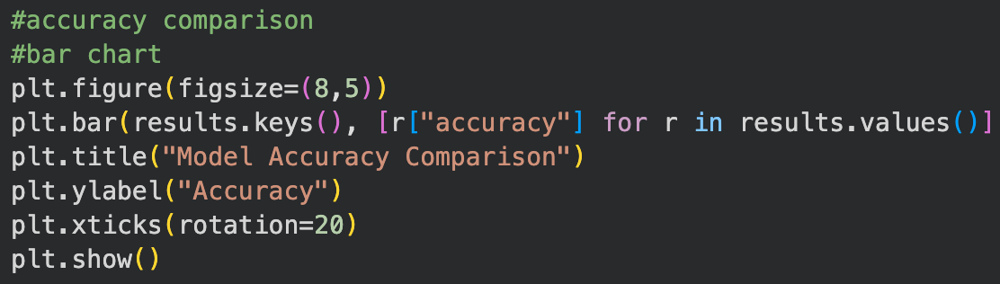 #accuracy comparison
#bar chart
plt.figure(figsize=(8,5))
plt.bar(results.keys(), [r["accuracy"] for r in results.values()]
plt.title("Model Accuracy Comparison")
plt.ylabel("Accuracy")
plt.xticks(rotation=20)
plt.show()